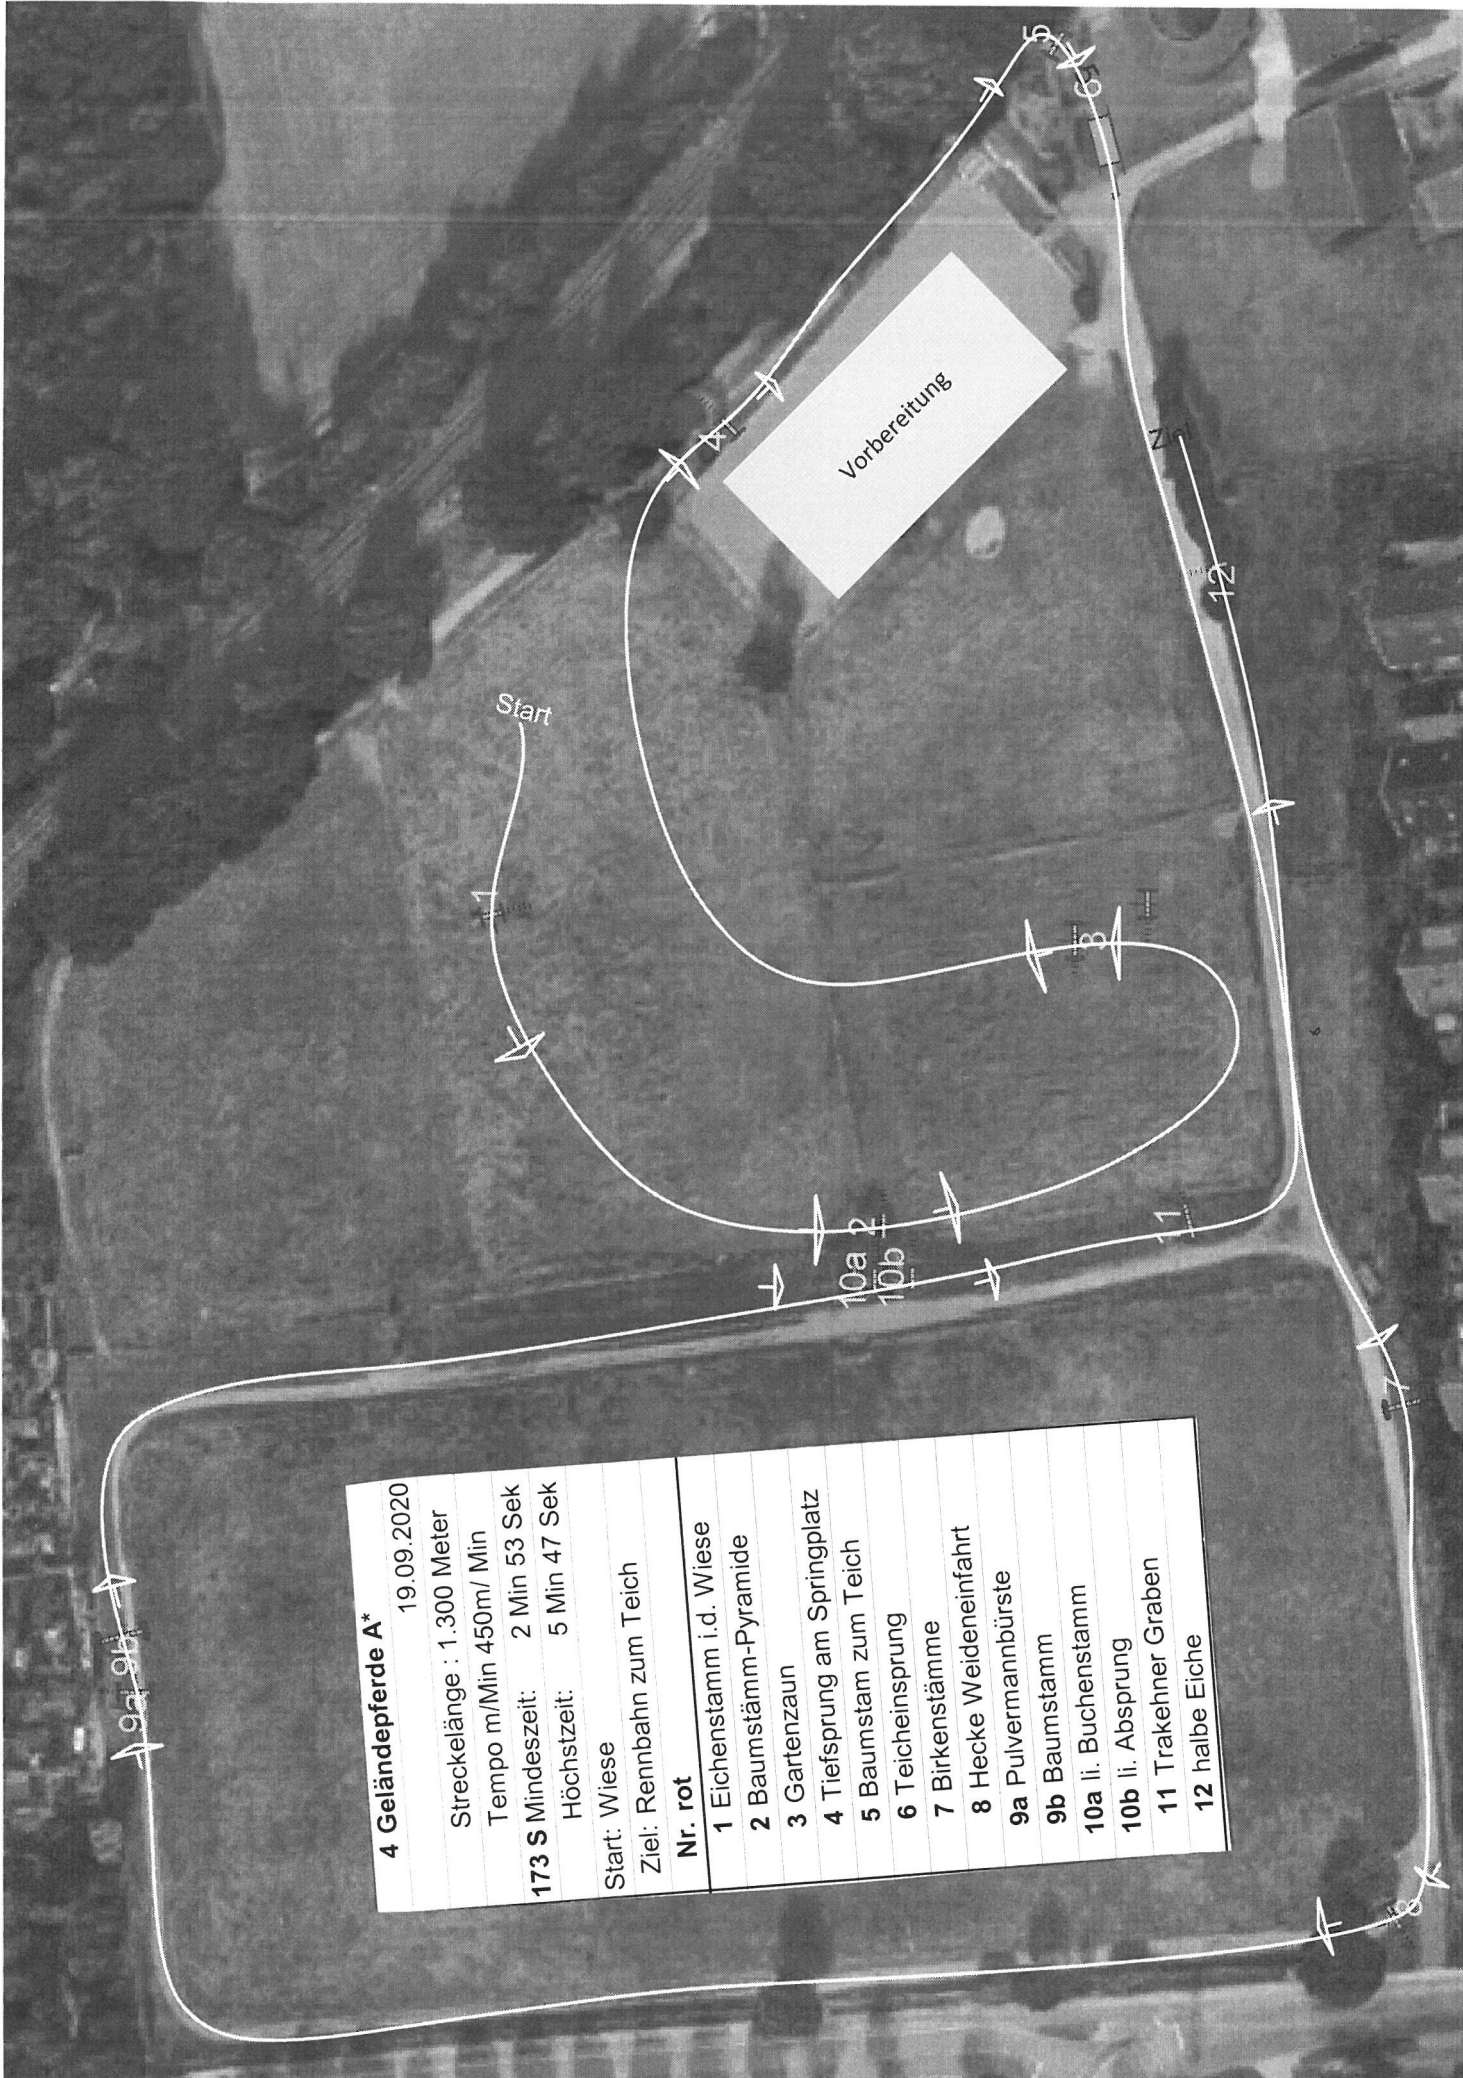 4 Geländepferde A*
19.09.2020
Streckelänge : 1.300 Meter
Tempo m/Min 450m/ Min
173 S Mindeszeit: 2 Min 53 Sek
Höchstzeit: 5 Min 47 Sek
Start: Wiese
Ziel: Rennbahn zum Teich
Nr. rot
1 Eichenstamm i.d. Wiese
2 Baumstämm-Pyramide
3 Gartenzaun
4 Tiefsprung am Springplatz
5 Baumstam zum Teich
6 Teicheinsprung
7 Birkenstämme
8 Hecke Weideneinfahrt
9a Pulvermannbürste
9b Baumstamm
10a li. Buchenstamm
10b li. Absprung
11 Trakehner Graben
12 halbe Eiche
Start
1
2
3
4
5
6
7
8
9a 9b
10a
10b
11
12
Ziel
Vorbereitung